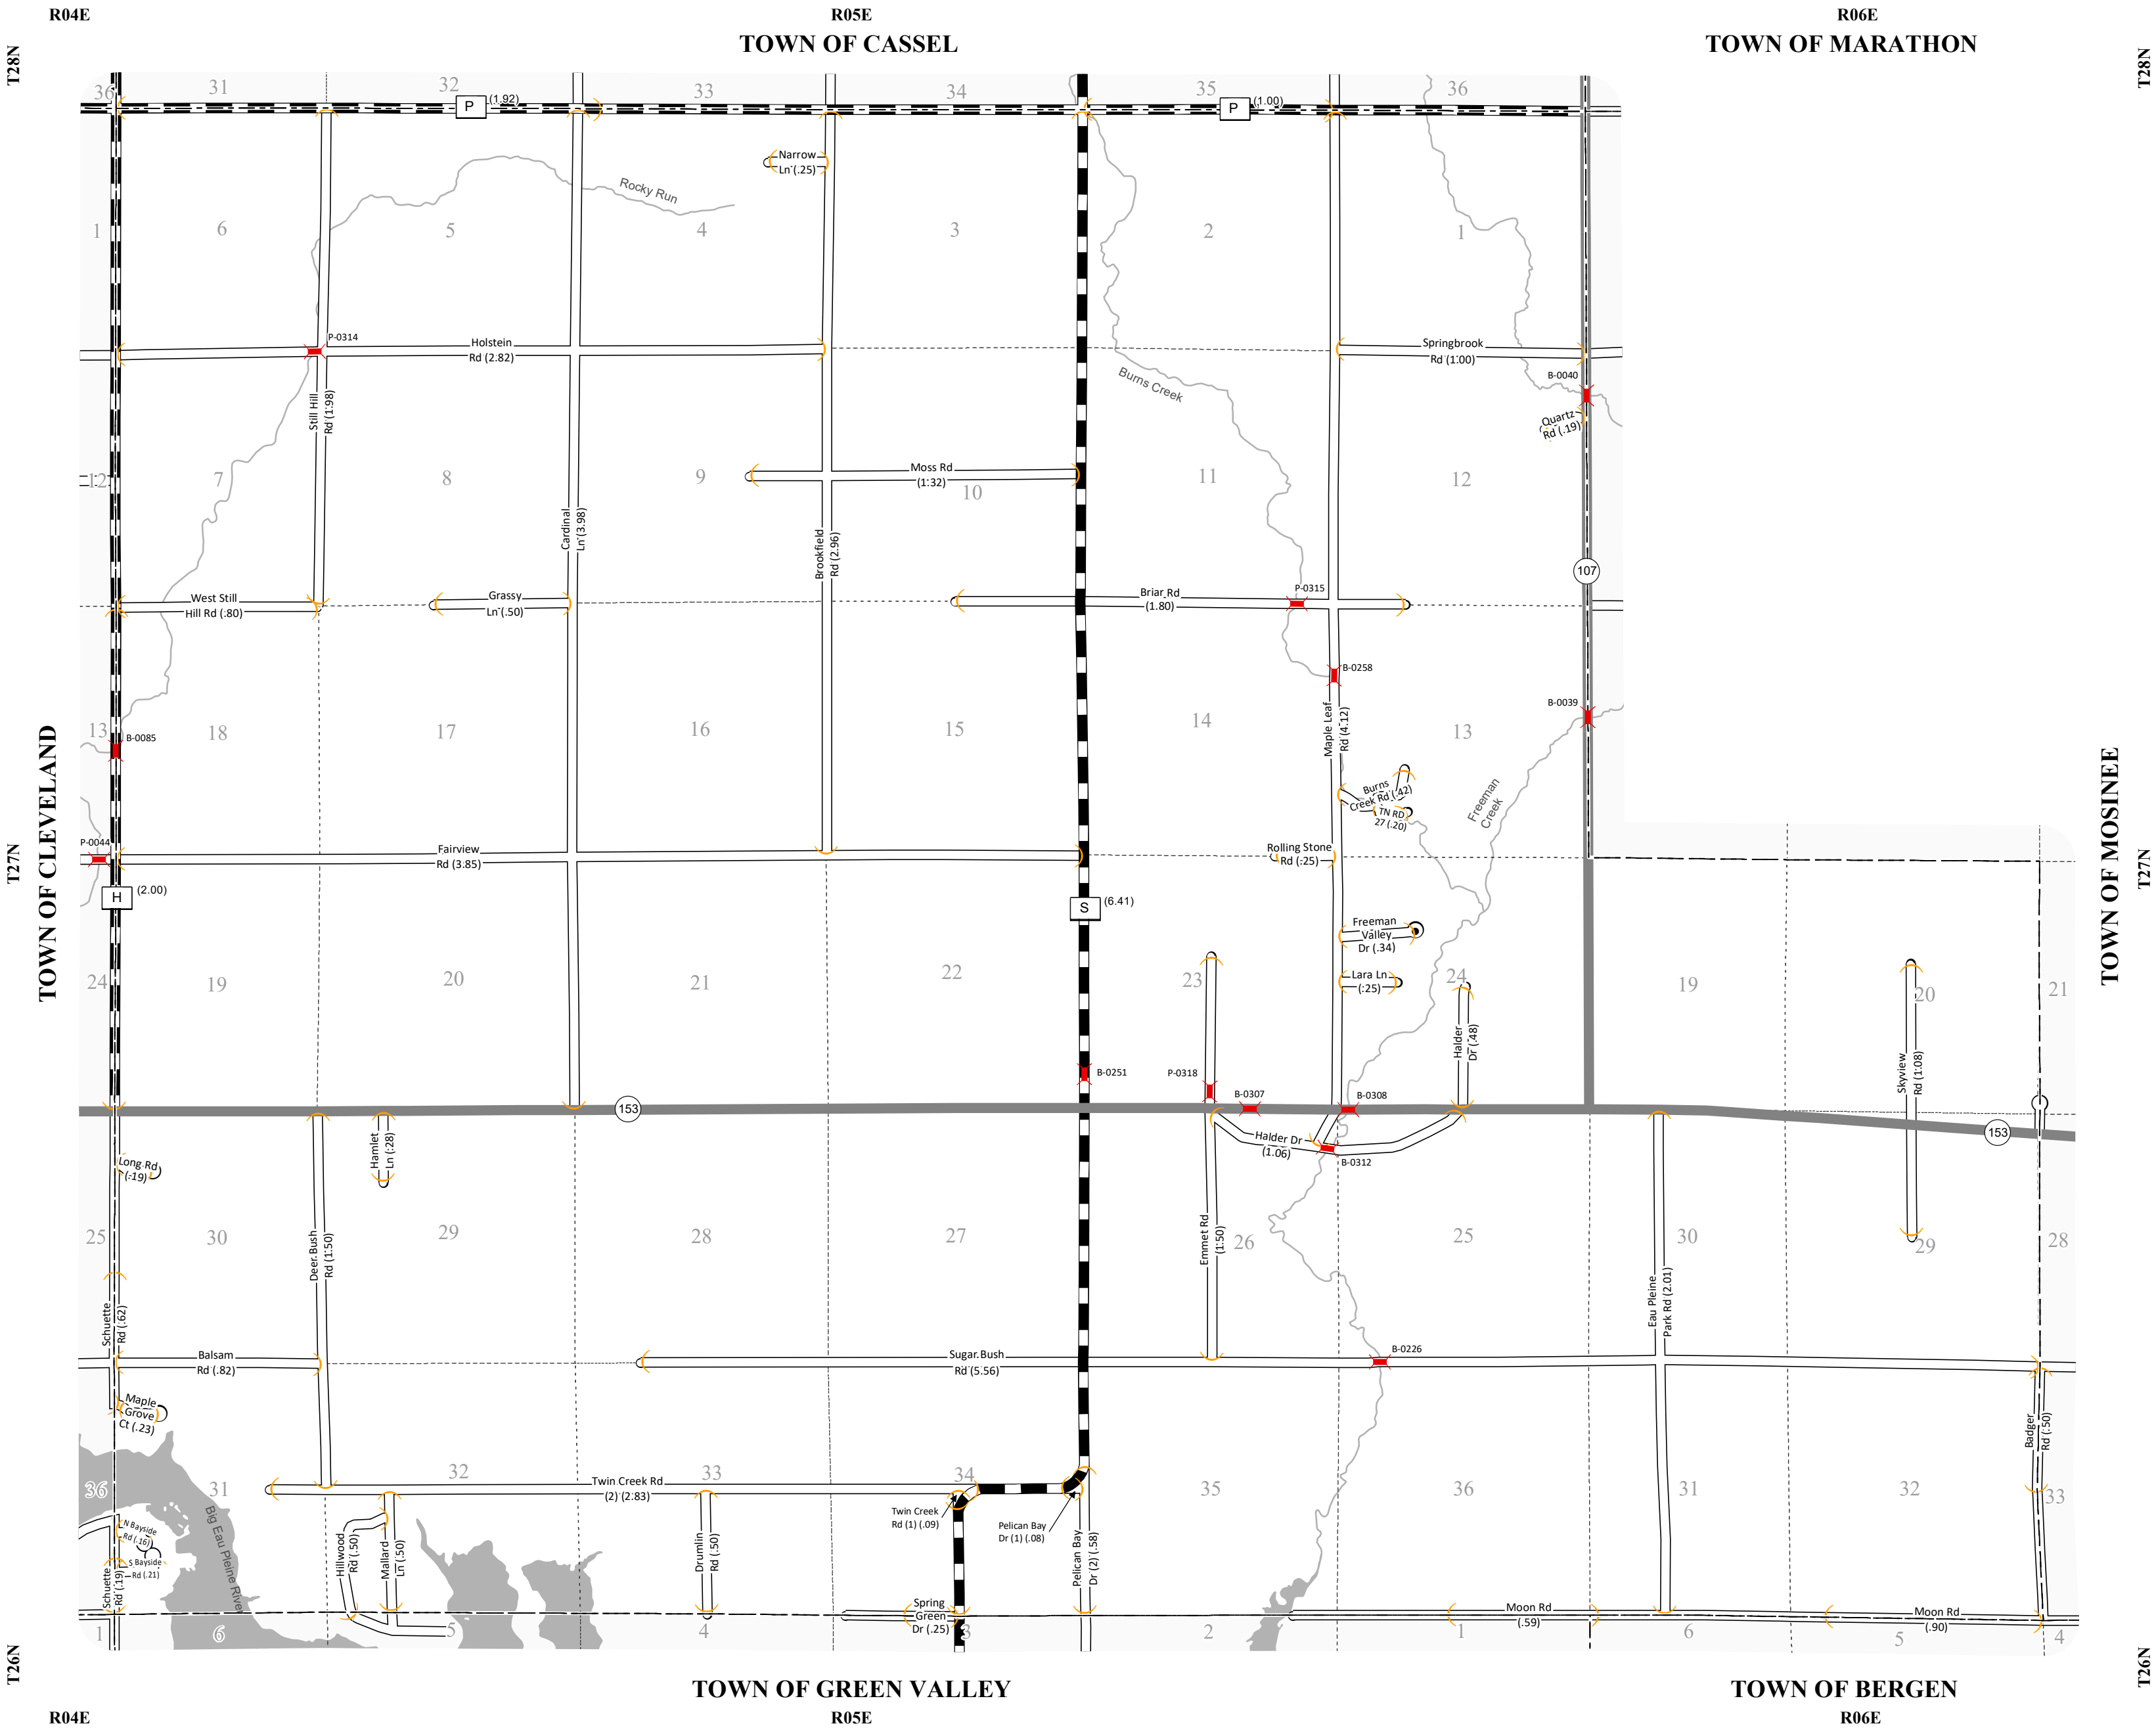 R04E
R05E
R06E
TOWN OF CASSEL
TOWN OF MARATHON
T28N
T28N
36
31
32
33
34
35
36
P
(1.92)
P
(1.00)
Narrow
Ln (.25)
Rocky Run
1
6
5
4
3
2
1
P-0314
Holstein
Rd (2.82)
Springbrook
Rd (1.00)
B-0040
Burns Creek
Still Hill
Rd (1.98)
Quartz
Rd (.19)
12
7
8
9
Moss Rd
(1.32)
10
11
12
Cardinal
Ln (3.98)
Brookfield
Rd (2.96)
107
West Still
Hill Rd (.80)
Grassy
Ln (.50)
Briar Rd
(1.80)
P-0315
B-0258
B-0039
Maple Leaf
Rd (4.12)
13
B-0085
18
17
16
15
14
13
TOWN OF CLEVELAND
TOWN OF MOSINEE
Burns
Creek Rd (.42)
TN RD
27 (.20)
Freeman
Creek
P-0044
Fairview
Rd (3.85)
Rolling Stone
Rd (.25)
T27N
T27N
H
(2.00)
S
(6.41)
Freeman
Valley
Dr (.34)
Lara Ln
(.25)
24
19
20
21
22
23
24
19
20
21
Halder
Dr (.48)
Skyview
Rd (1.08)
B-0251
P-0318
B-0307
B-0308
153
153
Halder Dr
(1.06)
B-0312
Hamlet
Ln (.28)
Long Rd
(.19)
25
30
29
28
27
26
25
30
29
28
Deer Bush
Rd (1.50)
Emmet Rd
(1.50)
Eau Pleine
Park Rd (2.01)
Schuette
Rd (.62)
Balsam
Rd (.82)
Sugar Bush
Rd (5.56)
B-0226
Maple
Grove
Ct (.23)
Badger
Rd (.50)
36
31
32
33
34
35
36
31
32
33
Twin Creek Rd
(2) (2.83)
Twin Creek
Rd (1) (.09)
Pelican Bay
Dr (1) (.08)
Pelican Bay
Dr (2) (.58)
N Bayside
Rd (.16)
S Bayside
Rd (.21)
Big Eau Pleine River
Hillwood
Rd (.50)
Mallard
Ln (.50)
Drumlin
Rd (.50)
Schuette
Rd (.19)
Spring
Green
Dr (.25)
Moon Rd
(.59)
Moon Rd
(.90)
1
6
5
4
3
2
1
6
5
4
T26N
T26N
TOWN OF GREEN VALLEY
TOWN OF BERGEN
R04E
R05E
R06E